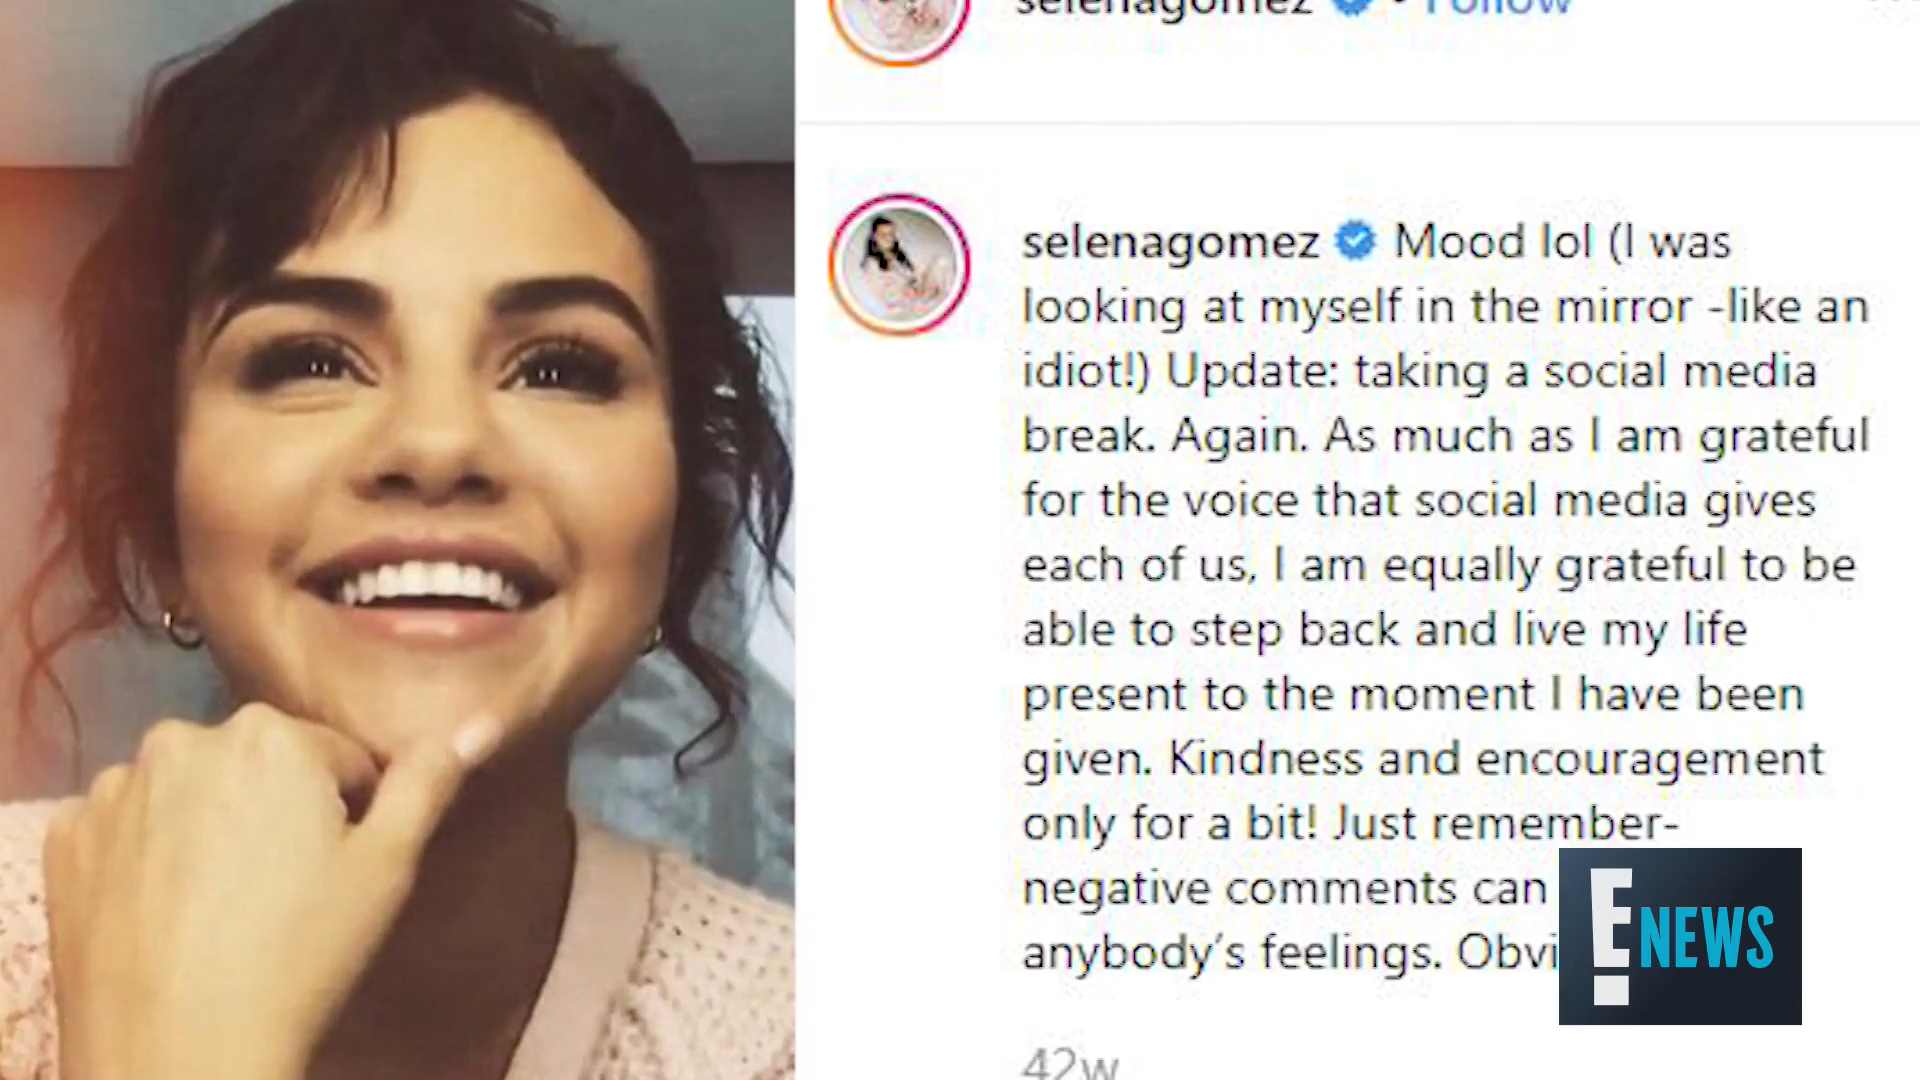 selenagomez • Follow
selenagomez Mood lol (I was
looking at myself in the mirror -like an
idiot!) Update: taking a social media
break. Again. As much as I am grateful
for the voice that social media gives
each of us, I am equally grateful to be
able to step back and live my life
present to the moment I have been
given. Kindness and encouragement
only for a bit! Just remember-
negative comments can
anybody’s feelings. Obvi
E! NEWS
42w